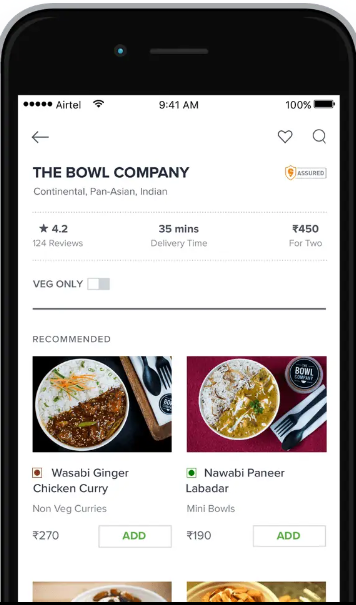 Airtel 9:41 AM 100%
THE BOWL COMPANY
ASSURED
Continental, Pan-Asian, Indian
★ 4.2 35 mins ₹450
124 Reviews Delivery Time For Two
VEG ONLY
RECOMMENDED
BOWL COMPANY
Wasabi Ginger
Chicken Curry
Nawabi Paneer
Labadar
Non Veg Curries Mini Bowls
₹270 ADD ₹190 ADD